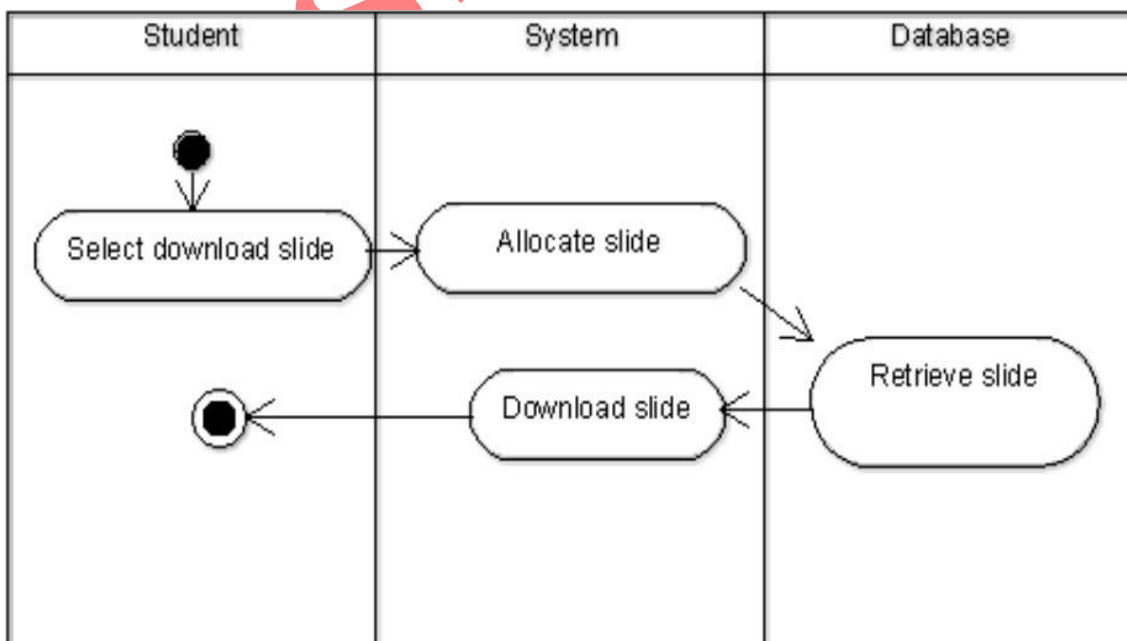 Student
System
Database
Select download slide
Allocate slide
Retrieve slide
Download slide